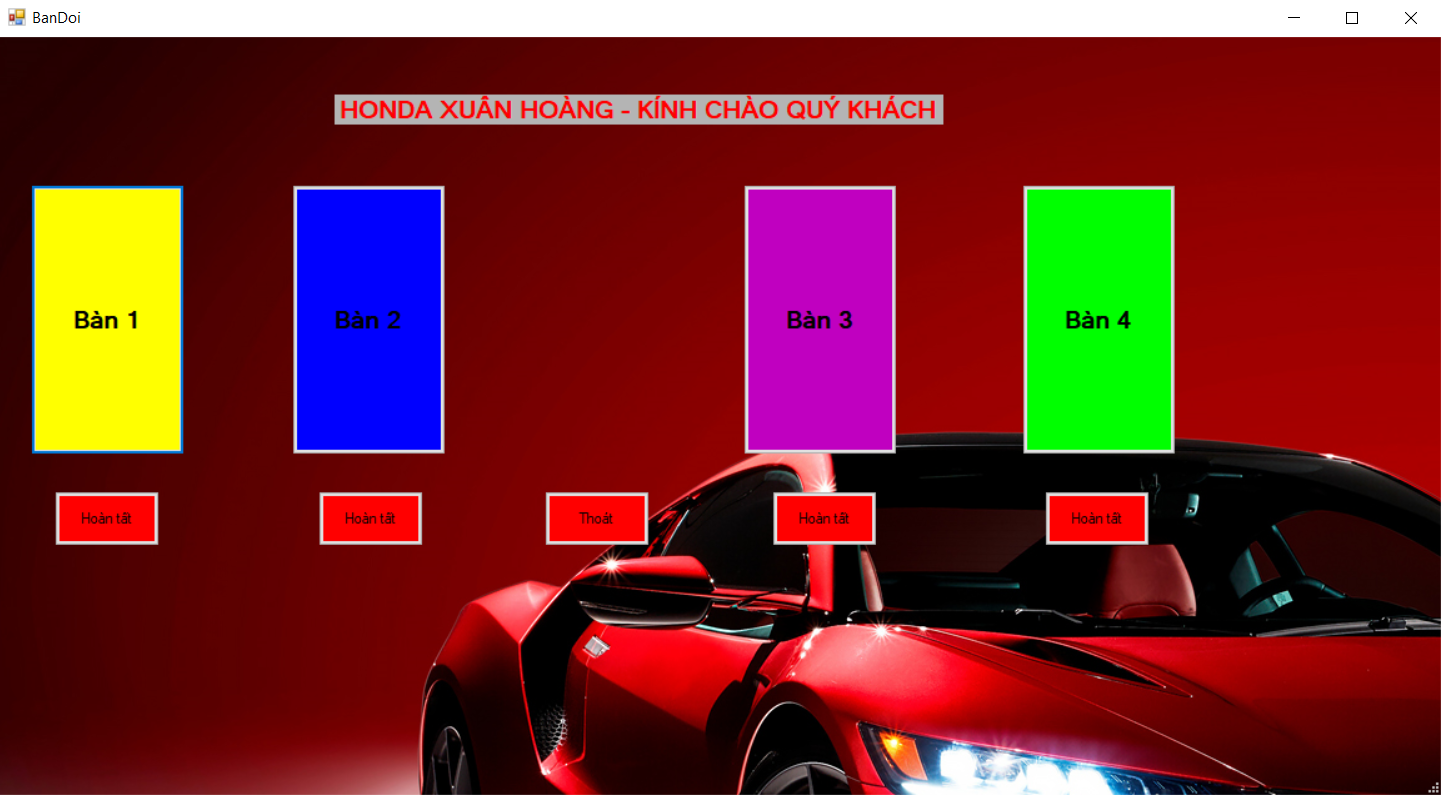 BanDoi
HONDA XUÂN HOÀNG - KÍNH CHÀO QUÝ KHÁCH
Bàn 1
Bàn 2
Bàn 3
Bàn 4
Hoàn tất
Hoàn tất
Thoát
Hoàn tất
Hoàn tất